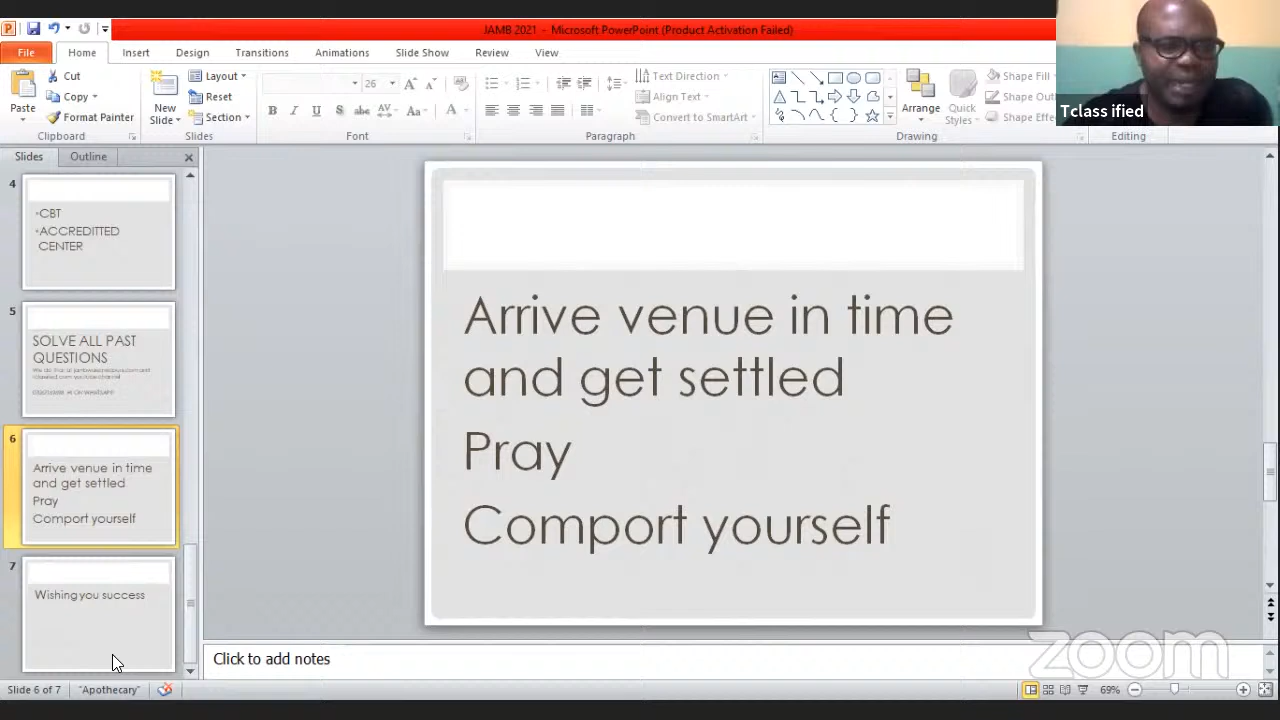 JAMB 2021 - Microsoft PowerPoint (Product Activation Failed)
File Home Insert Design Transitions Animations Slide Show Review View
Paste
Cut
Copy
Format Painter
Clipboard
New
Slide
Layout
Reset
Section
Slides
26
Font
Text Direction
Align Text
Convert to SmartArt
Paragraph
Arrange
Quick
Styles
Shape Fill
Shape Out
Shape Effe
Drawing
Editing
Tclass ified
Slides Outline
4
CBT
ACCREDITTED
CENTER
5
SOLVE ALL PAST
QUESTIONS
6
Arrive venue in time
and get settled
Pray
Comport yourself
7
Wishing you success
Arrive venue in time
and get settled
Pray
Comport yourself
Click to add notes
zoom
Slide 6 of 7 "Apothecary" 69%